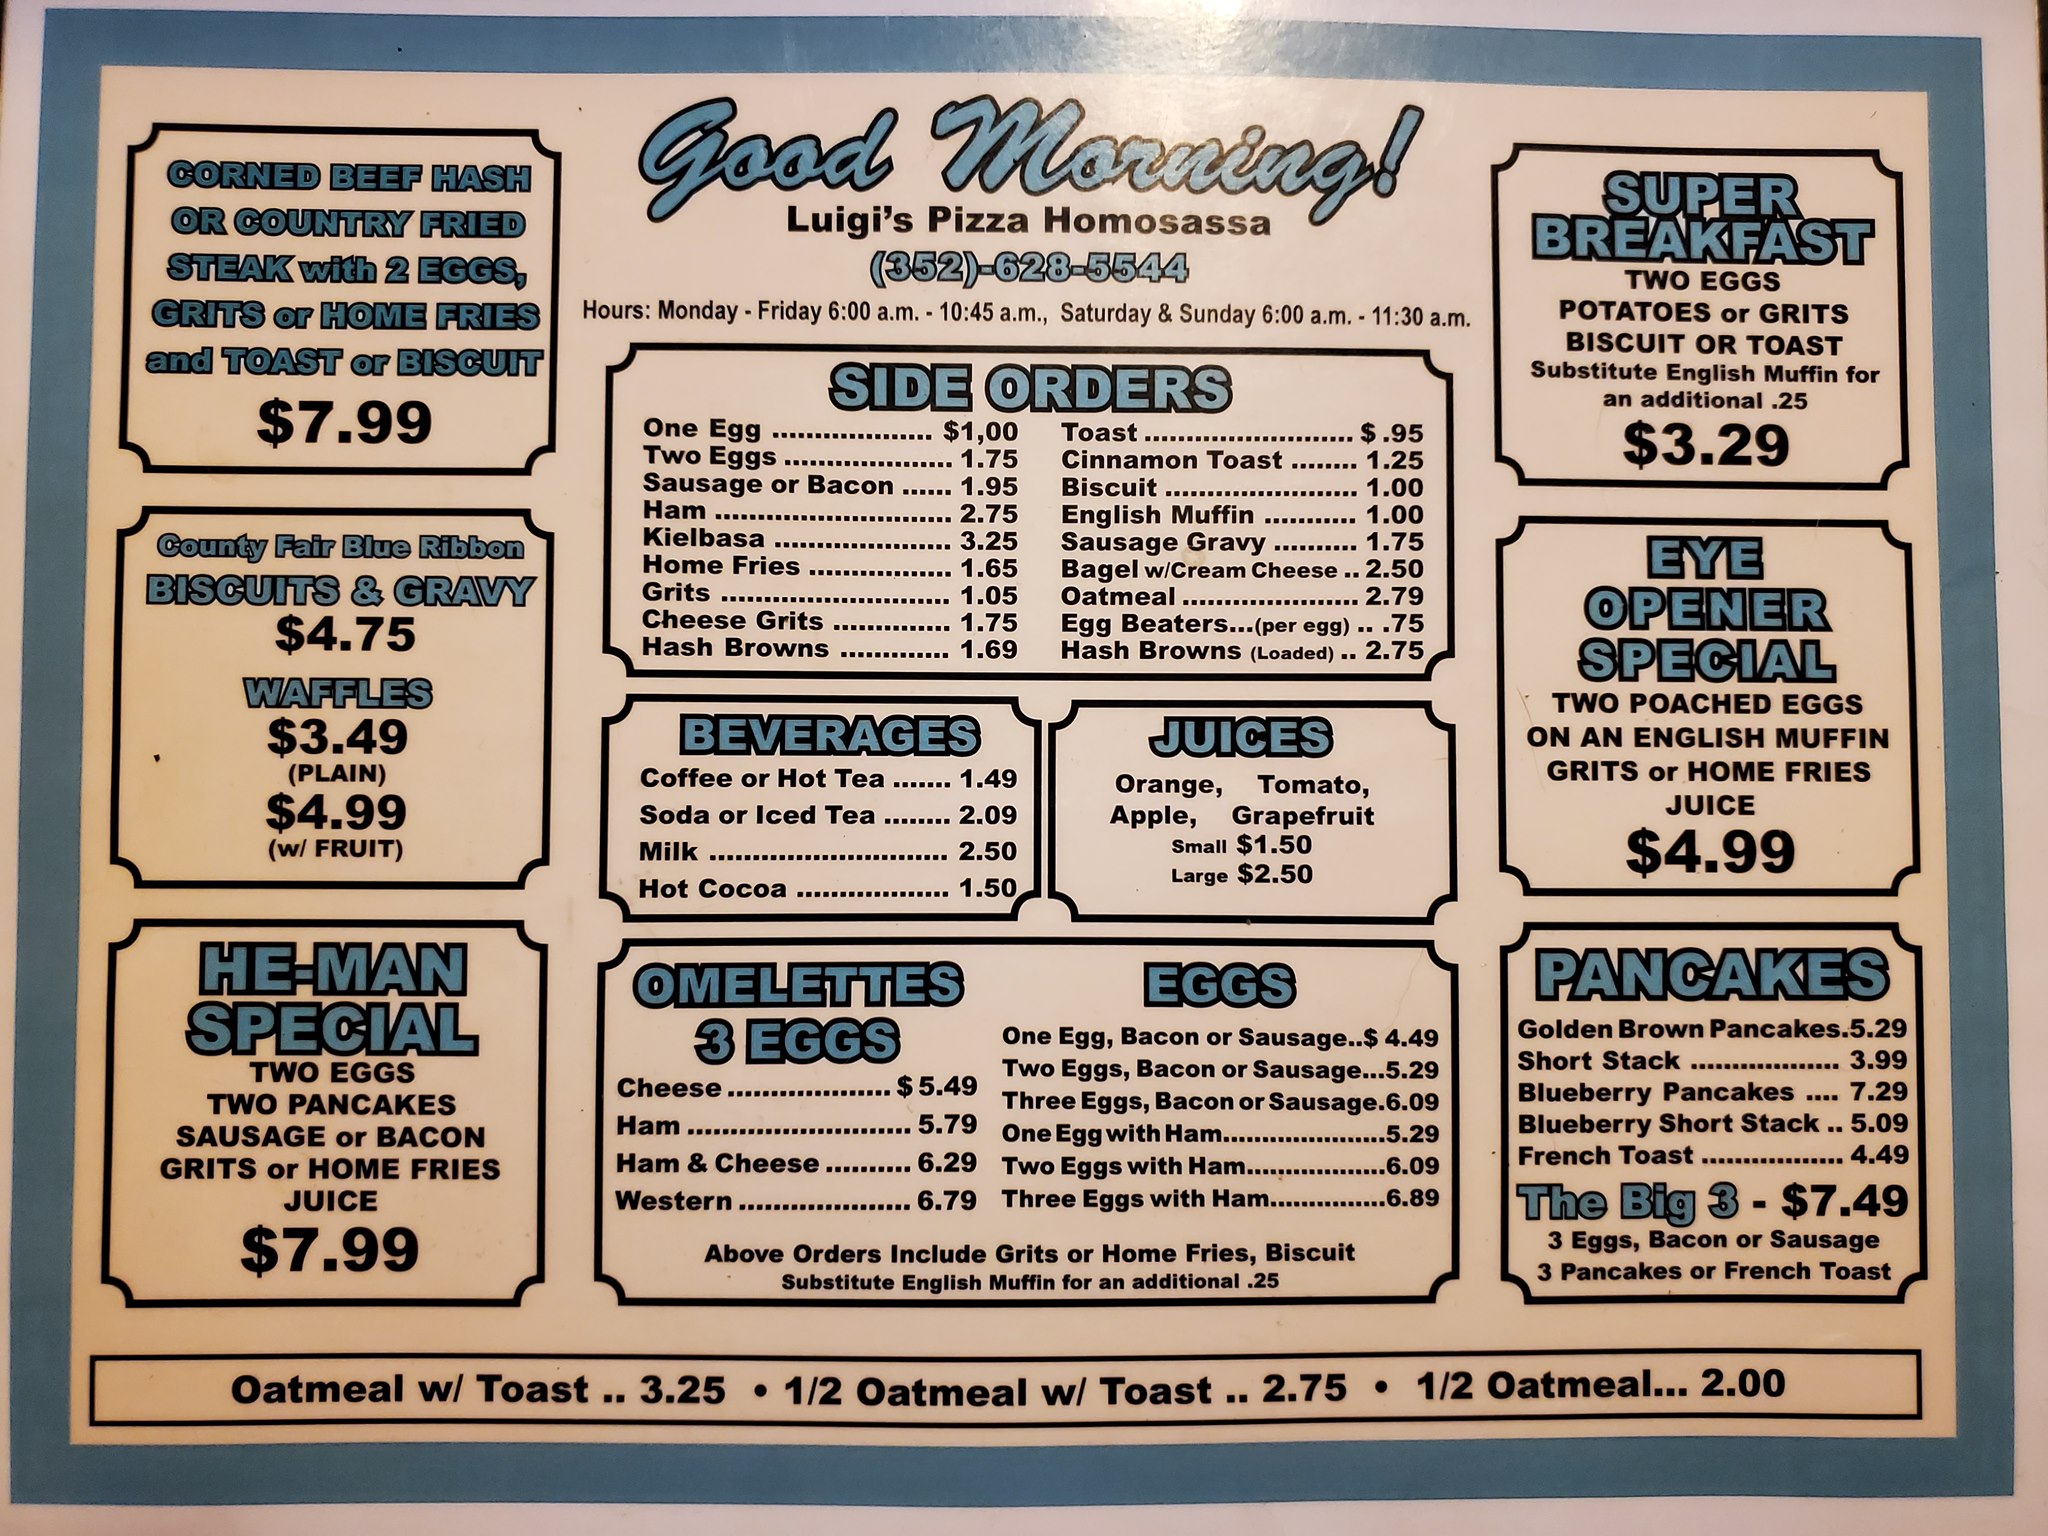 Good Morning!
Luigi's Pizza Homosassa
(352)-628-5544
Hours: Monday - Friday 6:00 a.m. - 10:45 a.m., Saturday & Sunday 6:00 a.m. - 11:30 a.m.
CORNED BEEF HASH
OR COUNTRY FRIED
STEAK with 2 EGGS,
GRITS or HOME FRIES
and TOAST or BISCUIT
$7.99
County Fair Blue Ribbon
BISCUITS & GRAVY
$4.75
WAFFLES
$3.49
(PLAIN)
$4.99
(w/ FRUIT)
HE-MAN
SPECIAL
TWO EGGS
TWO PANCAKES
SAUSAGE or BACON
GRITS or HOME FRIES
JUICE
$7.99
SIDE ORDERS
One Egg ................... $1,00
Two Eggs .................... 1.75
Sausage or Bacon ...... 1.95
Ham ............................ 2.75
Kielbasa ..................... 3.25
Home Fries ................. 1.65
Grits ........................... 1.05
Cheese Grits .............. 1.75
Hash Browns ............. 1.69
Toast ......................... $ .95
Cinnamon Toast ........ 1.25
Biscuit ....................... 1.00
English Muffin ........... 1.00
Sausage Gravy .......... 1.75
Bagel w/Cream Cheese .. 2.50
Oatmeal ..................... 2.79
Egg Beaters...(per egg) .. .75
Hash Browns (Loaded) .. 2.75
BEVERAGES
Coffee or Hot Tea ....... 1.49
Soda or Iced Tea ........ 2.09
Milk ............................ 2.50
Hot Cocoa .................. 1.50
JUICES
Orange, Tomato,
Apple, Grapefruit
Small $1.50
Large $2.50
OMELETTES
3 EGGS
Cheese ................... $ 5.49
Ham .......................... 5.79
Ham & Cheese .......... 6.29
Western .................... 6.79
EGGS
One Egg, Bacon or Sausage..$ 4.49
Two Eggs, Bacon or Sausage...5.29
Three Eggs, Bacon or Sausage.6.09
One Egg with Ham....................5.29
Two Eggs with Ham.................6.09
Three Eggs with Ham..............6.89
Above Orders Include Grits or Home Fries, Biscuit
Substitute English Muffin for an additional .25
SUPER
BREAKFAST
TWO EGGS
POTATOES or GRITS
BISCUIT OR TOAST
Substitute English Muffin for
an additional .25
$3.29
EYE
OPENER
SPECIAL
TWO POACHED EGGS
ON AN ENGLISH MUFFIN
GRITS or HOME FRIES
JUICE
$4.99
PANCAKES
Golden Brown Pancakes.5.29
Short Stack .................. 3.99
Blueberry Pancakes .... 7.29
Blueberry Short Stack .. 5.09
French Toast ................. 4.49
The Big 3 - $7.49
3 Eggs, Bacon or Sausage
3 Pancakes or French Toast
Oatmeal w/ Toast .. 3.25 • 1/2 Oatmeal w/ Toast .. 2.75 • 1/2 Oatmeal... 2.00